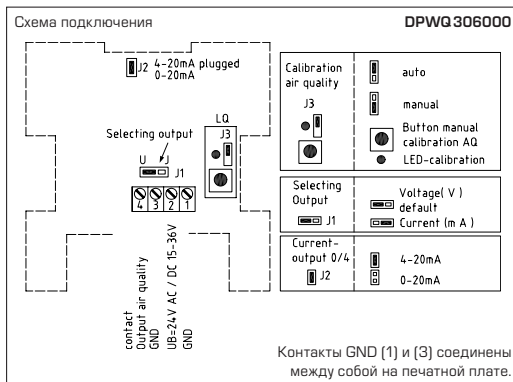 Схема подключения
DPWQ306000
J2 4-20mA plugged
0-20mA
LQ
J3
Selecting output
U J
J1
4 3 2 1
contact
Output air quality
GND
UB=24V AC / DC 15-36V
GND
Calibration
air quality
J3
auto
manual
Button manual
calibration AQ
LED-calibration
Selecting
Output
J1
Voltage( V )
default
Current (m A )
Current-
output 0/4
J2
4-20mA
0-20mA
Контакты GND (1) и (3) соединены
между собой на печатной плате.